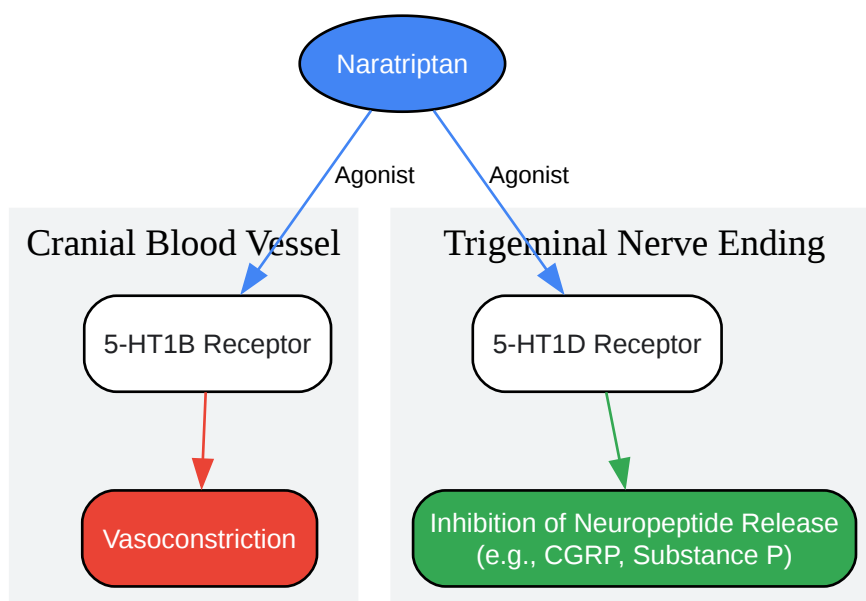 Naratriptan
Agonist
Agonist
Cranial Blood Vessel
Trigeminal Nerve Ending
5-HT1B Receptor
5-HT1D Receptor
Vasoconstriction
Inhibition of Neuropeptide Release
(e.g., CGRP, Substance P)